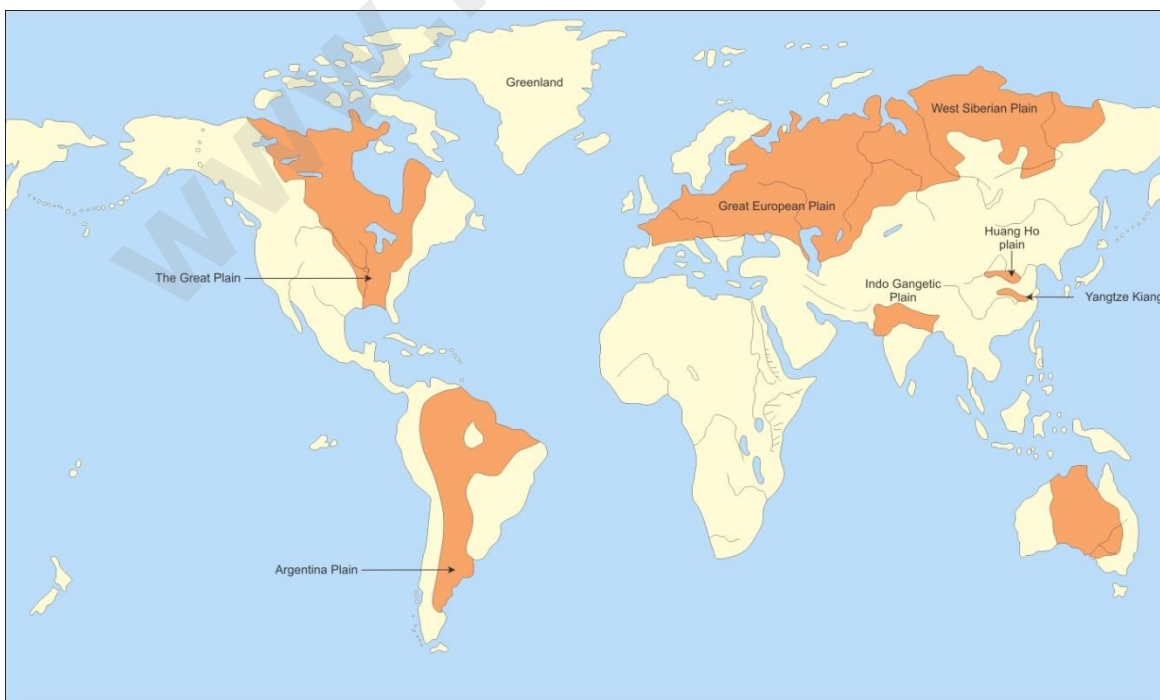 www.
Greenland
West Siberian Plain
Great European Plain
Huang Ho
plain
The Great Plain
Indo Gangetic
Plain
Yangtze Kiang
Argentina Plain